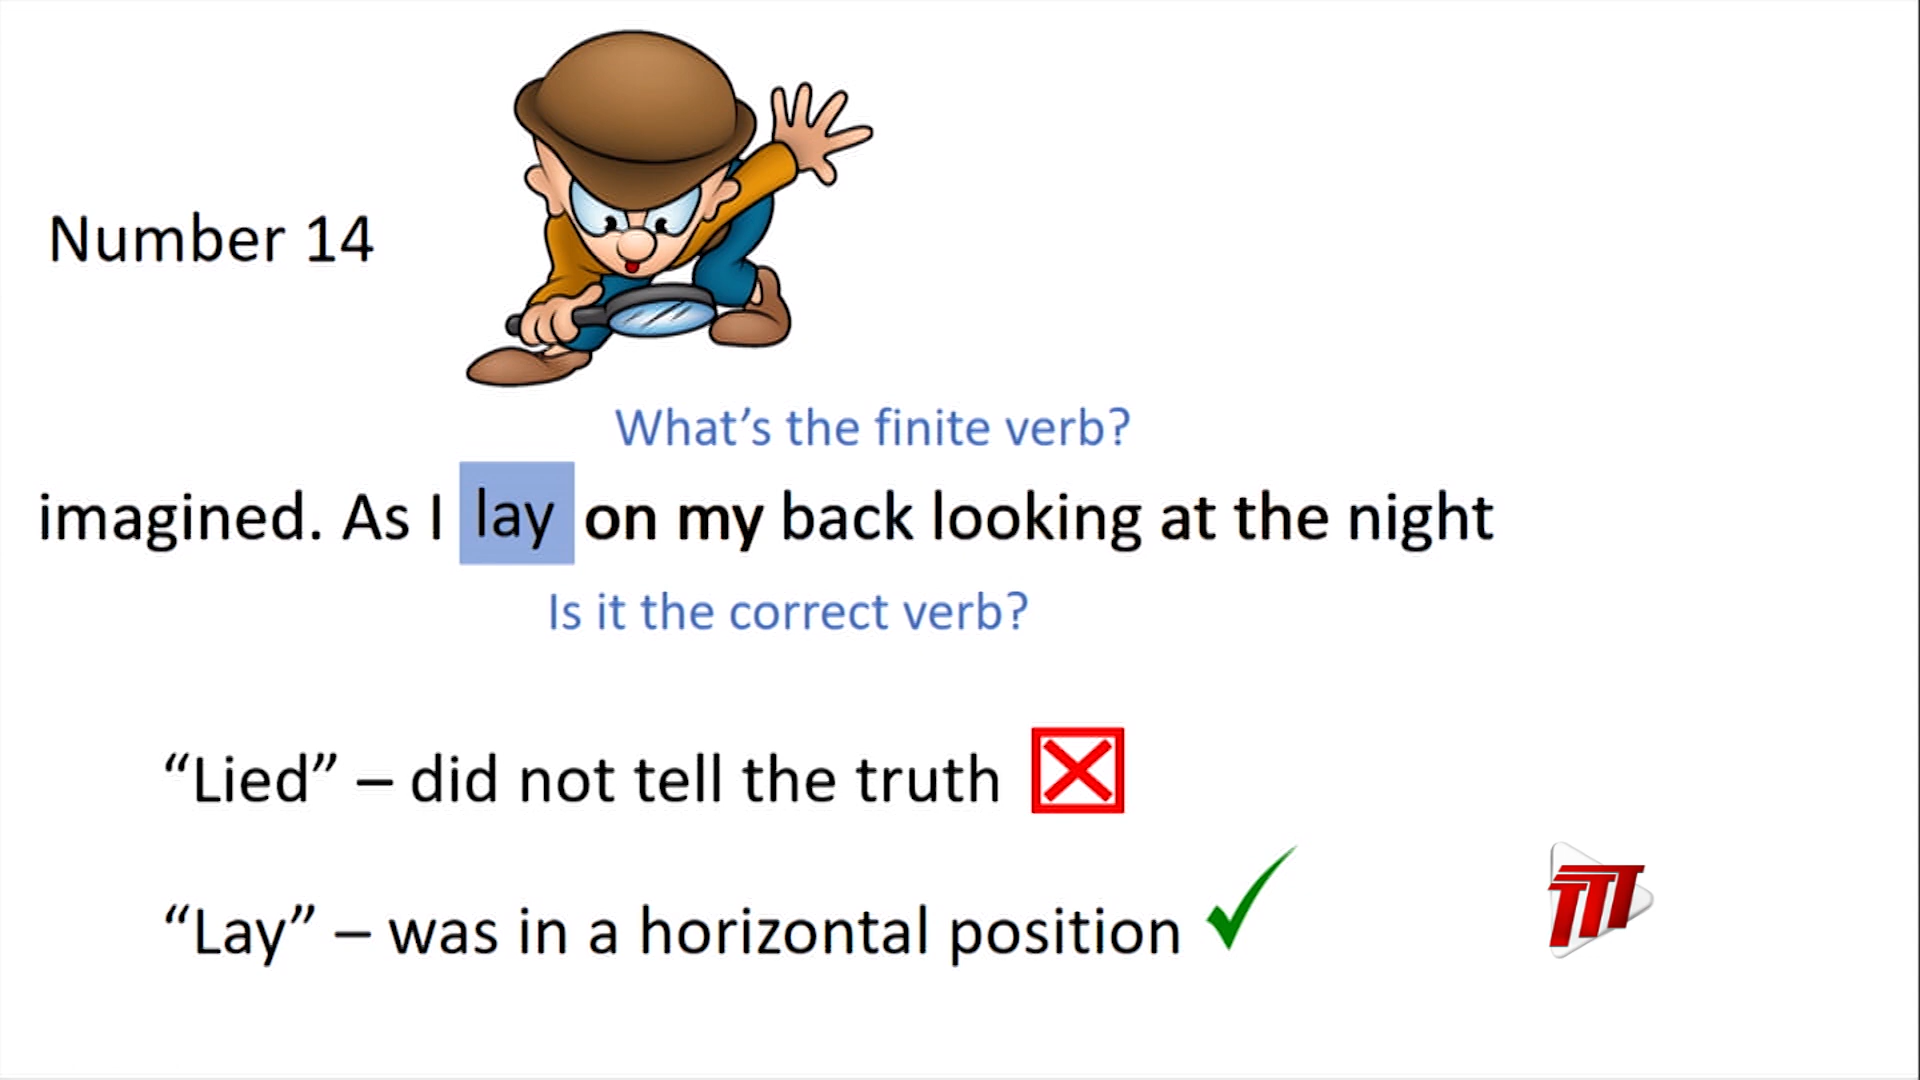 Number 14
What's the finite verb?
imagined. As I lay on my back looking at the night
Is it the correct verb?
“Lied” – did not tell the truth
“Lay” – was in a horizontal position
TTT